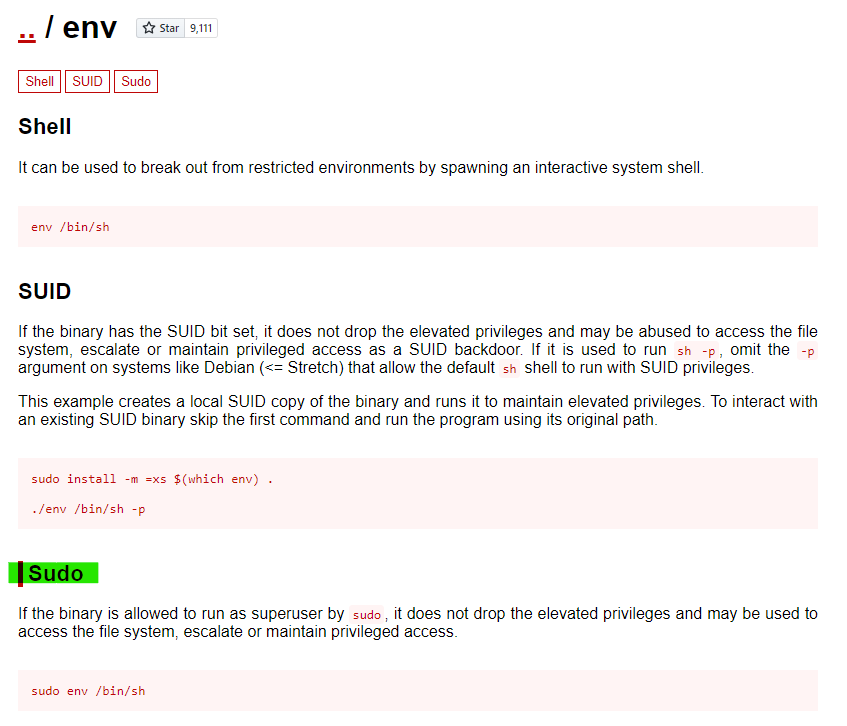 .. / env Star 9,111
Shell SUID Sudo
Shell
It can be used to break out from restricted environments by spawning an interactive system shell.
env /bin/sh
SUID
If the binary has the SUID bit set, it does not drop the elevated privileges and may be abused to access the file
system, escalate or maintain privileged access as a SUID backdoor. If it is used to run sh -p, omit the -p
argument on systems like Debian (<= Stretch) that allow the default sh shell to run with SUID privileges.
This example creates a local SUID copy of the binary and runs it to maintain elevated privileges. To interact with
an existing SUID binary skip the first command and run the program using its original path.
sudo install -m =xs $(which env) .
./env /bin/sh -p
Sudo
If the binary is allowed to run as superuser by sudo, it does not drop the elevated privileges and may be used to
access the file system, escalate or maintain privileged access.
sudo env /bin/sh